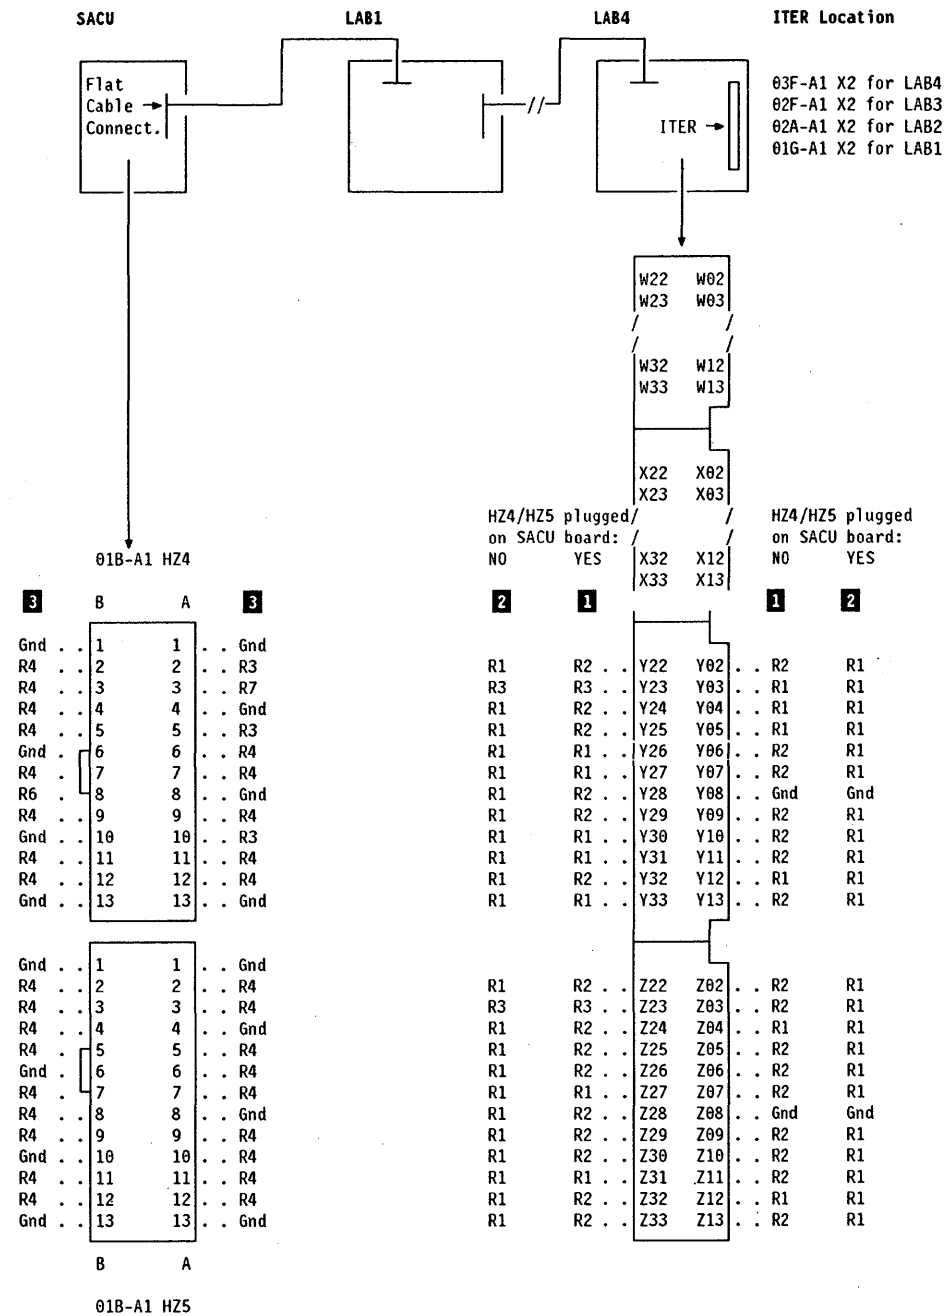 SACU LAB1 LAB4 ITER Location
Flat
Cable
Connect.
ITER
03F-A1 X2 for LAB4
02F-A1 X2 for LAB3
02A-A1 X2 for LAB2
01G-A1 X2 for LAB1
W22 W02
W23 W03
/ /
/ /
W32 W12
W33 W13
X22 X02
X23 X03
HZ4/HZ5 plugged / / HZ4/HZ5 plugged
on SACU board: / / on SACU board:
01B-A1 HZ4 NO YES X32 X12 NO YES
X33 X13
3 B A 3 2 1 1 2
Gnd . . 1 1 . . Gnd
R4 . . 2 2 . . R3 R1 R2 . . Y22 Y02 . . R2 R1
R4 . . 3 3 . . R7 R3 R3 . . Y23 Y03 . . R1 R1
R4 . . 4 4 . . Gnd R1 R2 . . Y24 Y04 . . R1 R1
R4 . . 5 5 . . R3 R1 R2 . . Y25 Y05 . . R1 R1
Gnd . 6 6 . . R4 R1 R1 . . Y26 Y06 . . R2 R1
R4 . 7 7 . . R4 R1 R1 . . Y27 Y07 . . R2 R1
R6 . 8 8 . . Gnd R1 R2 . . Y28 Y08 . . Gnd Gnd
R4 . . 9 9 . . R4 R1 R2 . . Y29 Y09 . . R2 R1
Gnd . . 10 10 . . R3 R1 R1 . . Y30 Y10 . . R2 R1
R4 . . 11 11 . . R4 R1 R1 . . Y31 Y11 . . R2 R1
R4 . . 12 12 . . R4 R1 R2 . . Y32 Y12 . . R1 R1
Gnd . . 13 13 . . Gnd R1 R1 . . Y33 Y13 . . R2 R1
Gnd . . 1 1 . . Gnd
R4 . . 2 2 . . R4 R1 R2 . . Z22 Z02 . . R2 R1
R4 . . 3 3 . . R4 R3 R3 . . Z23 Z03 . . R2 R1
R4 . . 4 4 . . Gnd R1 R2 . . Z24 Z04 . . R1 R1
R4 . 5 5 . . R4 R1 R2 . . Z25 Z05 . . R2 R1
Gnd . 6 6 . . R4 R1 R2 . . Z26 Z06 . . R2 R1
R4 . 7 7 . . R4 R1 R1 . . Z27 Z07 . . R2 R1
R4 . . 8 8 . . Gnd R1 R2 . . Z28 Z08 . . Gnd Gnd
R4 . . 9 9 . . R4 R1 R2 . . Z29 Z09 . . R2 R1
Gnd . . 10 10 . . R4 R1 R2 . . Z30 Z10 . . R2 R1
R4 . . 11 11 . . R4 R1 R1 . . Z31 Z11 . . R2 R1
R4 . . 12 12 . . R4 R1 R2 . . Z32 Z12 . . R1 R1
Gnd . . 13 13 . . Gnd R1 R2 . . Z33 Z13 . . R2 R1
B A
01B-A1 HZ5